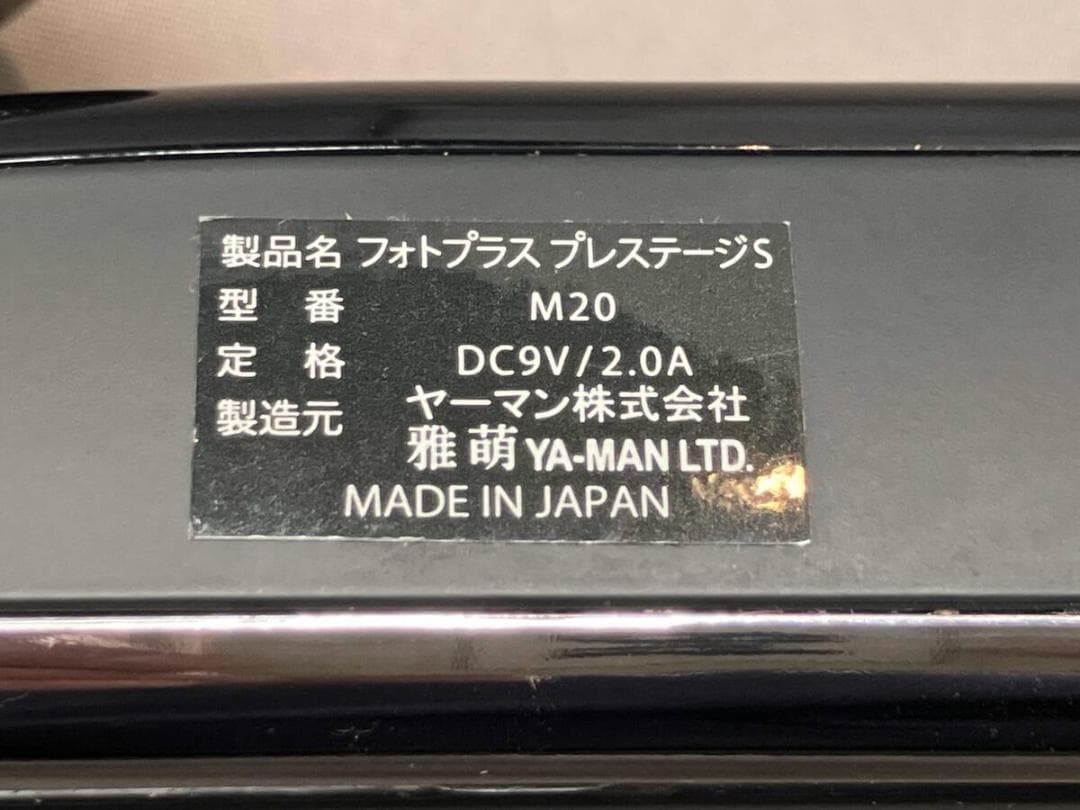 製品名 フォトプラス プレステージS
型 番 M20
定 格 DC9V/2.0A
製造元 ヤーマン株式会社
雅萌 YA-MAN LTD.
MADE IN JAPAN